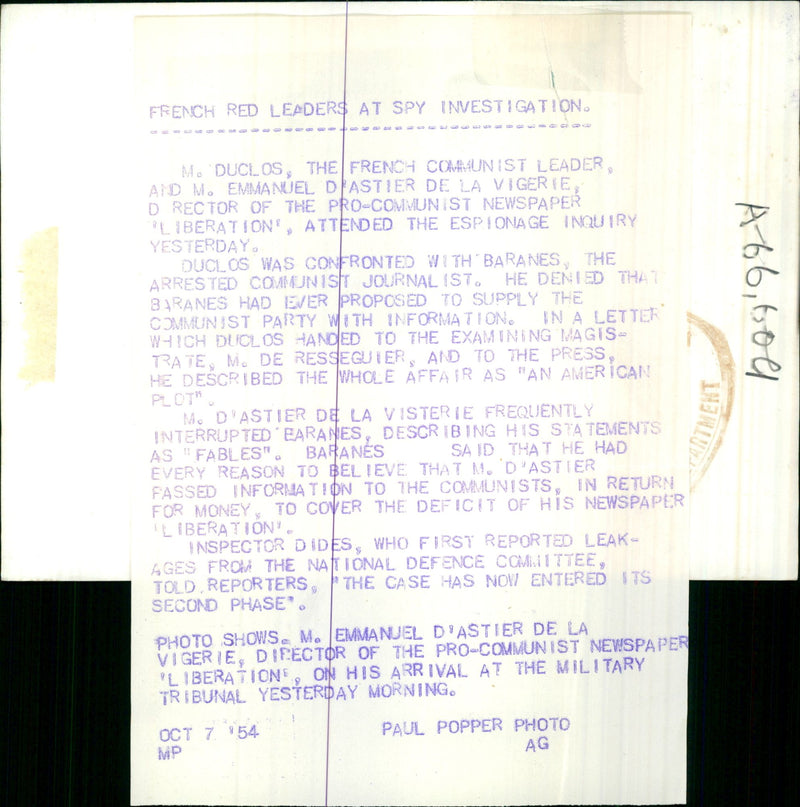 FRENCH RED LEADERS AT SPY INVESTIGATION.
M. DUCLOS, THE FRENCH COMMUNIST LEADER,
AND M. EMMANUEL D'ASTIER DE LA VIGERIE,
D RECTOR OF THE PRO-COMMUNIST NEWSPAPER
'LIBERATION', ATTENDED THE ESPIONAGE INQUIRY
YESTERDAY.
DUCLOS WAS CONFRONTED WITH BARANES, THE
ARRESTED COMMUNIST JOURNALIST. HE DENIED THAT
BARANES HAD EVER PROPOSED TO SUPPLY THE
COMMUNIST PARTY WITH INFORMATION. IN A LETTER
WHICH DUCLOS HANDED TO THE EXAMINING MAGIS-
TRATE, M. DE RESSEGUIER, AND TO THE PRESS,
HE DESCRIBED THE WHOLE AFFAIR AS "AN AMERICAN
PLOT".
M. D'ASTIER DE LA VISTERIE FREQUENTLY
INTERRUPTED BARANES, DESCRIBING HIS STATEMENTS
AS "FABLES". BARANES SAID THAT HE HAD
EVERY REASON TO BELIEVE THAT M. D'ASTIER
PASSED INFORMATION TO THE COMMUNISTS, IN RETURN
FOR MONEY, TO COVER THE DEFICIT OF HIS NEWSPAPER
'LIBERATION'.
INSPECTOR DIDES, WHO FIRST REPORTED LEAK-
AGES FROM THE NATIONAL DEFENCE COMMITTEE,
TOLD REPORTERS, "THE CASE HAS NOW ENTERED ITS
SECOND PHASE".
PHOTO SHOWS. M. EMMANUEL D'ASTIER DE LA
VIGERIE, DIRECTOR OF THE PRO-COMMUNIST NEWSPAPER
'LIBERATION', ON HIS ARRIVAL AT THE MILITARY
TRIBUNAL YESTERDAY MORNING.
OCT 7 '54 PAUL POPPER PHOTO
MP AG
A66,604
PARTMENT